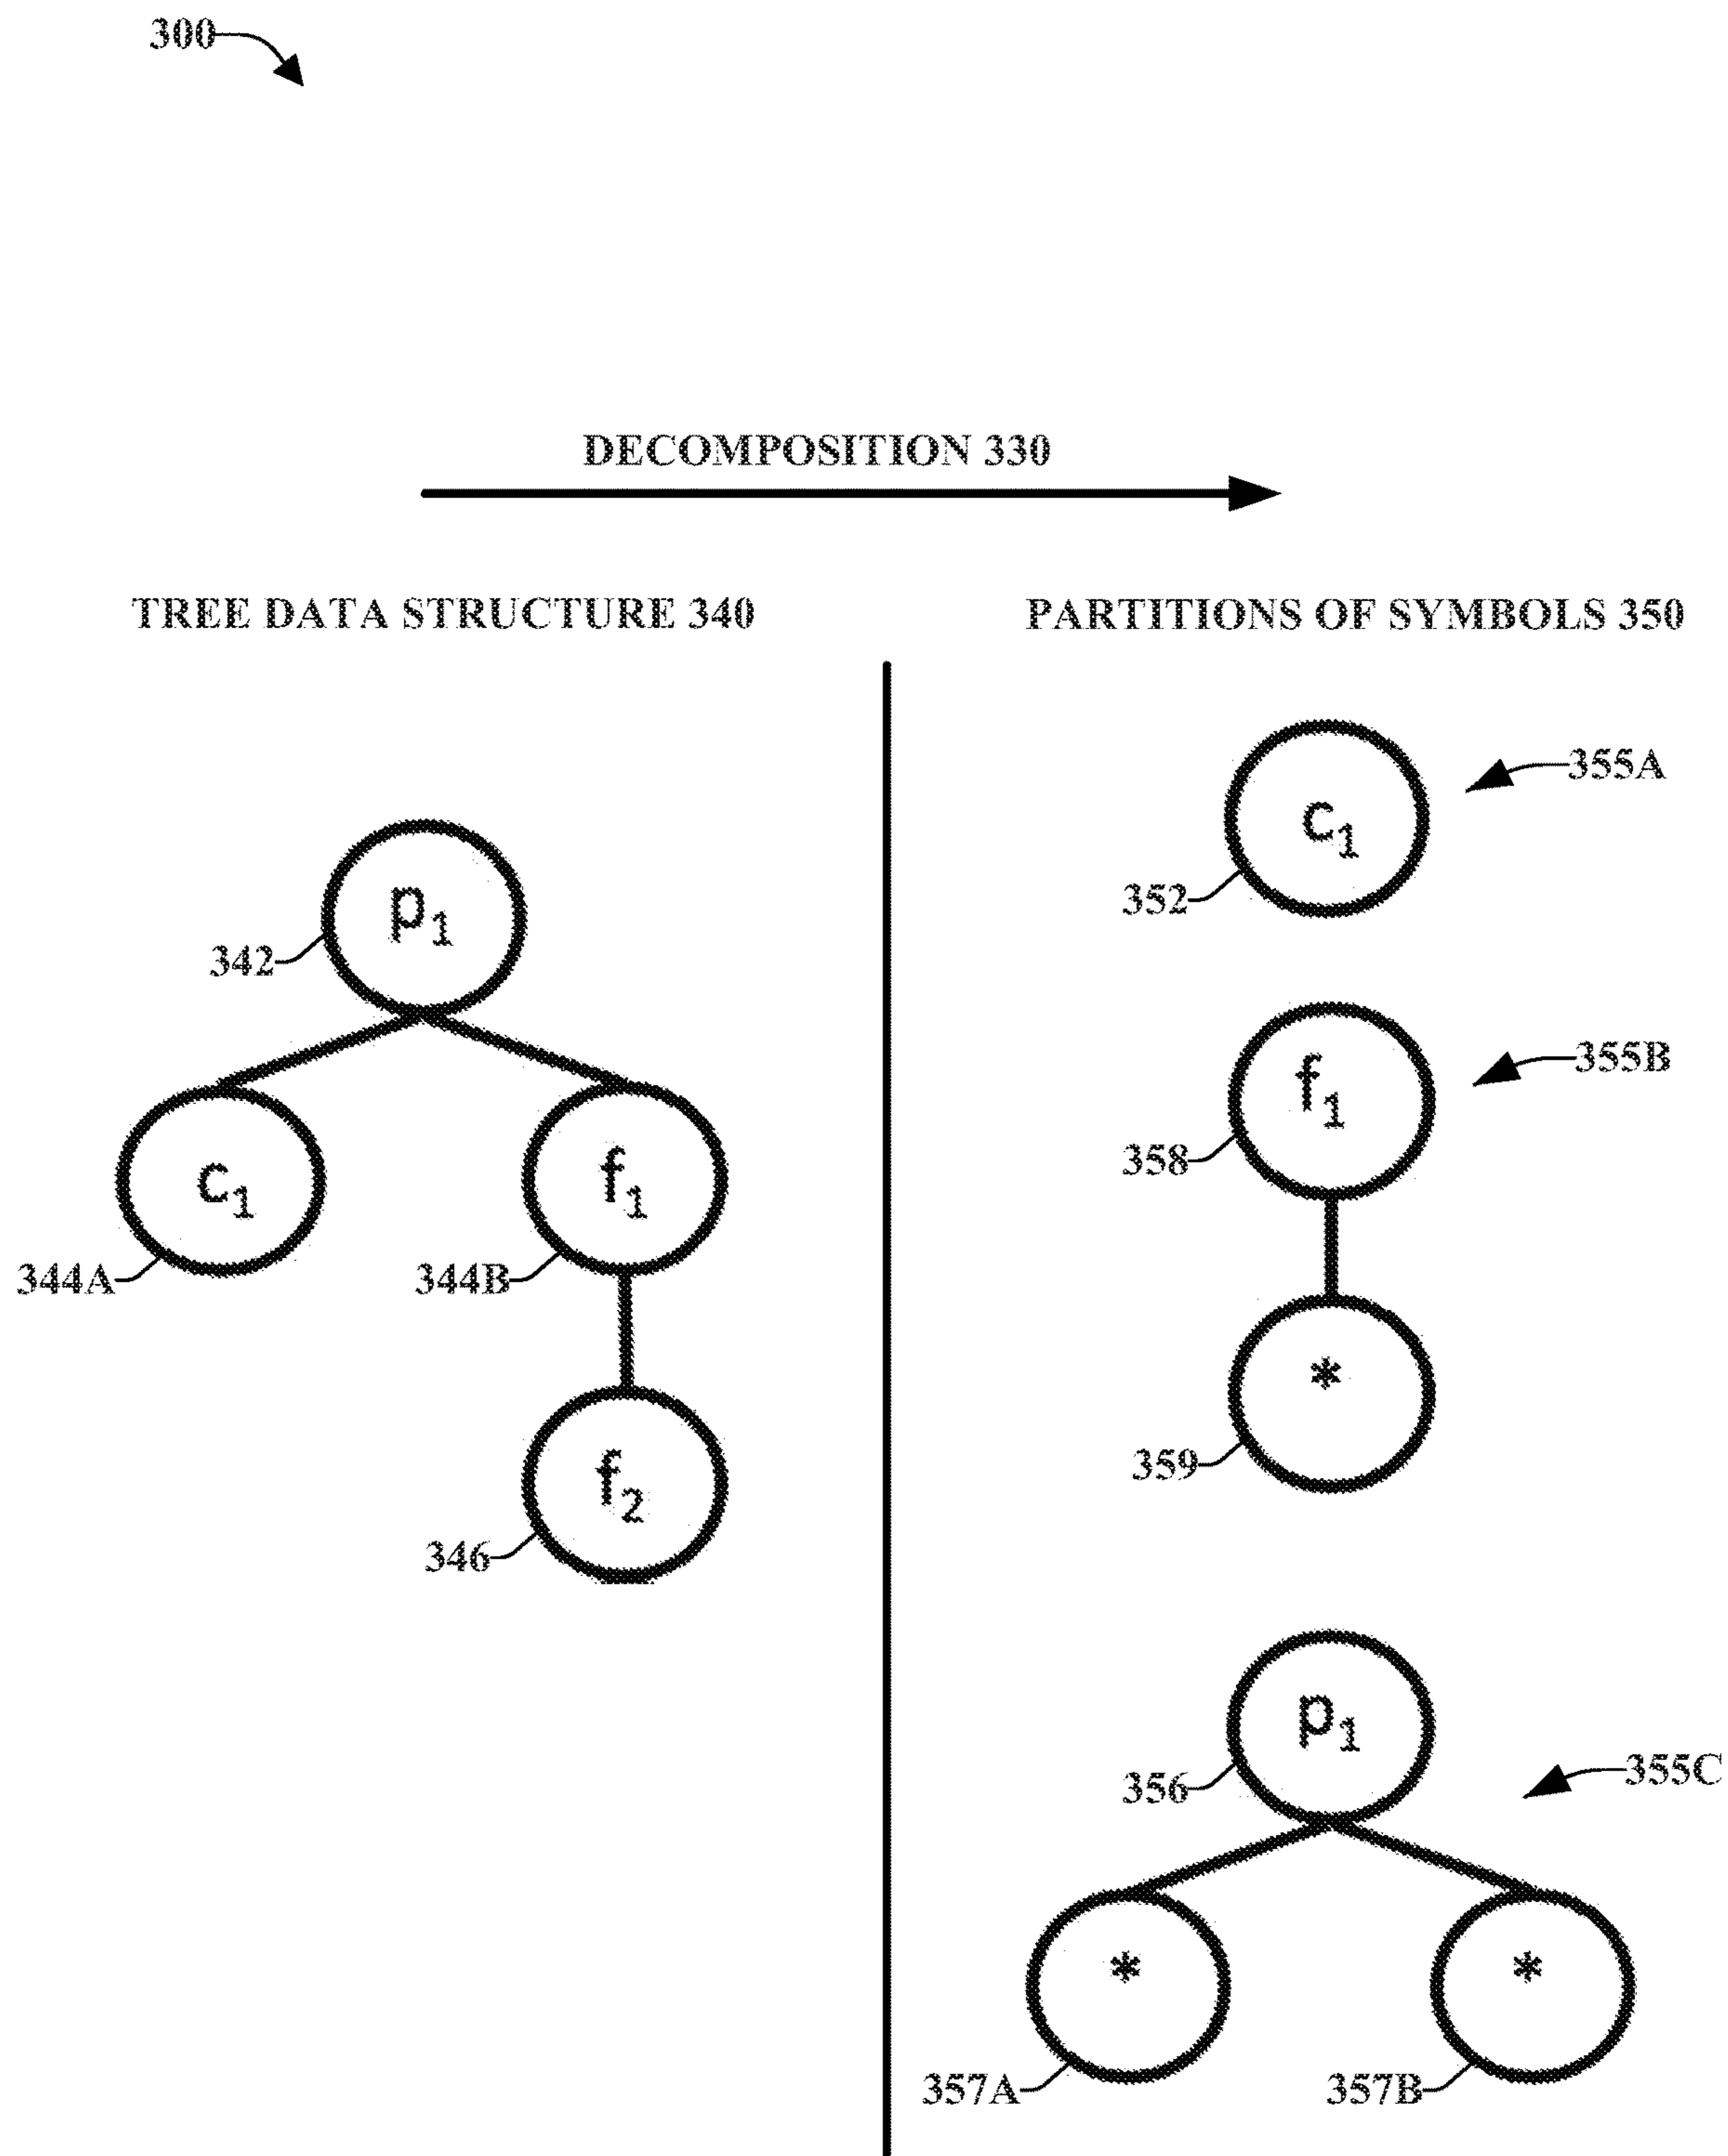 300
DECOMPOSITION 330
TREE DATA STRUCTURE 340
p1
342
c1
344A
f1
344B
f2
346
PARTITIONS OF SYMBOLS 350
c1
355A
352
f1
355B
358
*
359
p1
355C
356
*
*
357A
357B